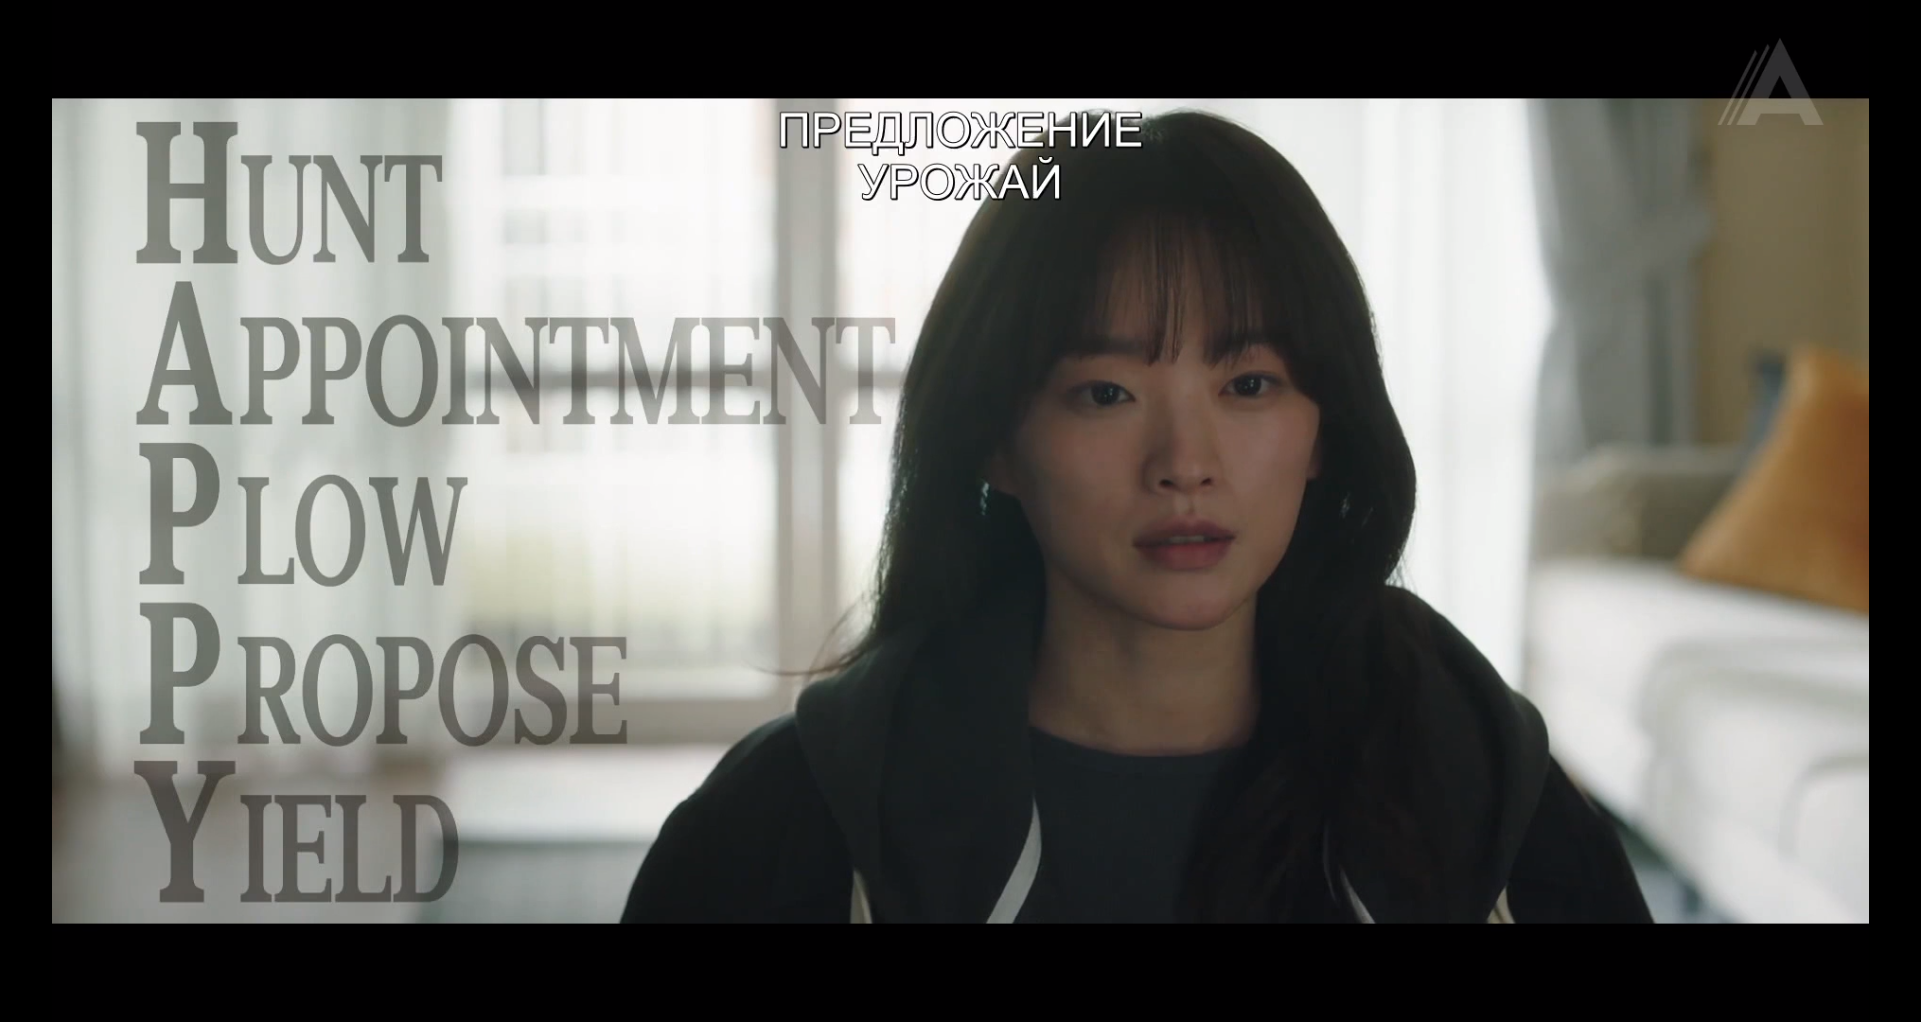 ПРЕДЛОЖЕНИЕ
УРОЖАЙ
HUNT
APPOINTMENT
PLOW
PROPOSE
YIELD